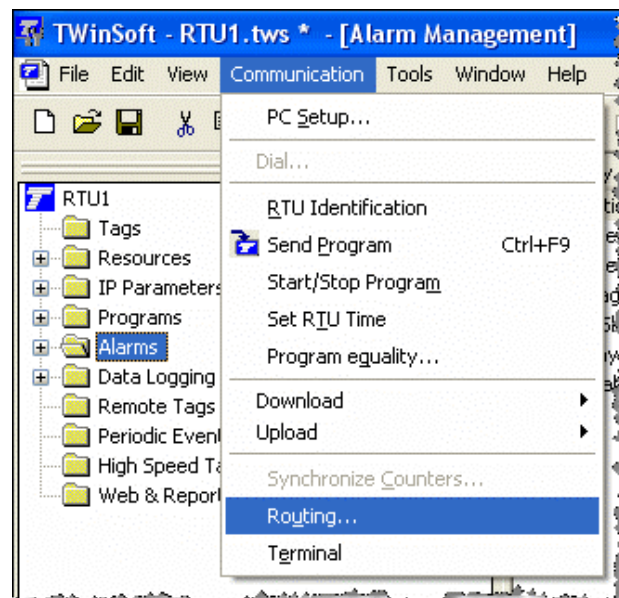 TWinSoft - RTU1.tws * - [Alarm Management]
File Edit View Communication Tools Window Help
PC Setup...
Dial...
RTU Identification
Send Program Ctrl+F9
Start/Stop Program
Set RTU Time
Program equality...
Download
Upload
Synchronize Counters...
Routing...
Terminal
RTU1
Tags
Resources
IP Parameters
Programs
Alarms
Data Logging
Remote Tags
Periodic Even
High Speed Ta
Web & Repor